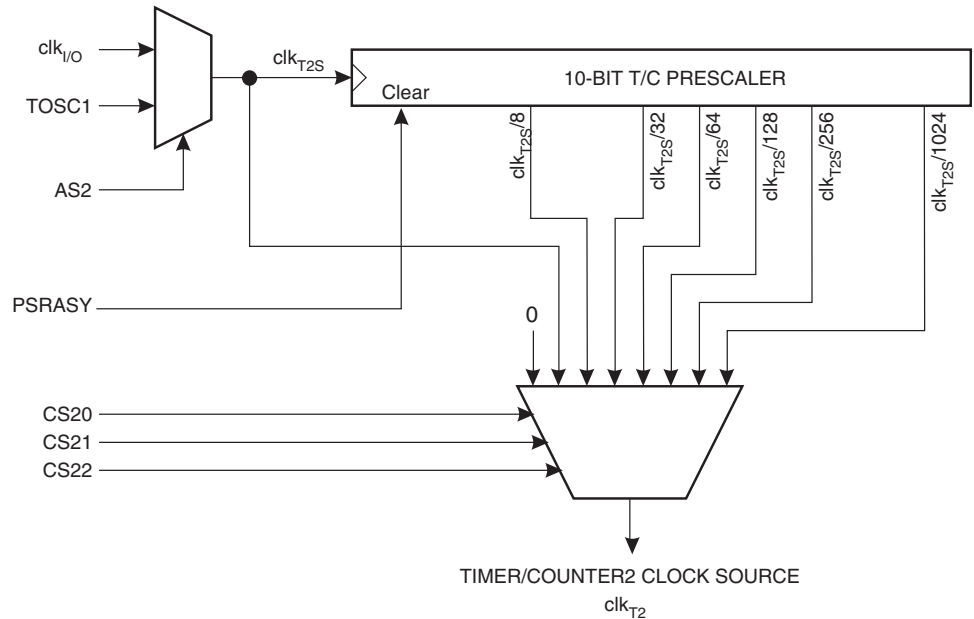 clkI/O
TOSC1
AS2
PSRASY
clkT2S
10-BIT T/C PRESCALER
Clear
clkT2S/8
clkT2S/32
clkT2S/64
clkT2S/128
clkT2S/256
clkT2S/1024
0
CS20
CS21
CS22
TIMER/COUNTER2 CLOCK SOURCE
clkT2